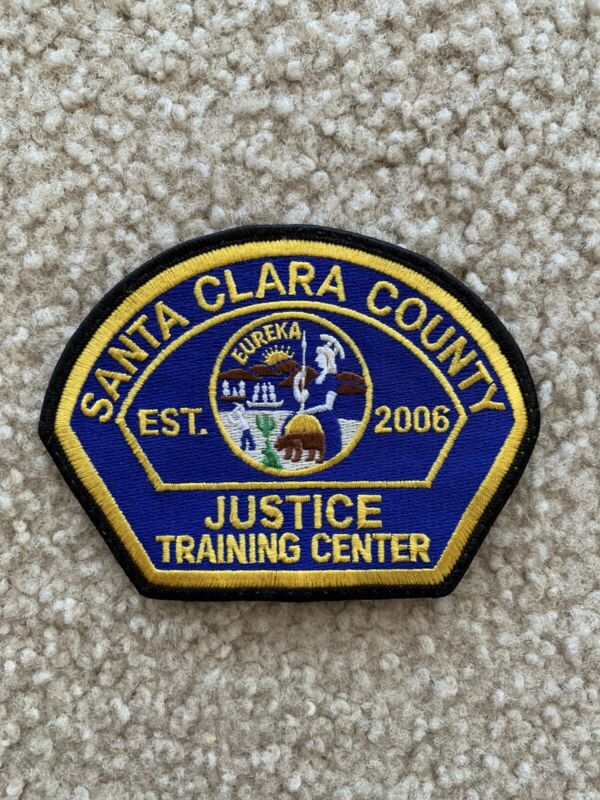 SANTA CLARA COUNTY
EUREKA
EST. 2006
JUSTICE
TRAINING CENTER